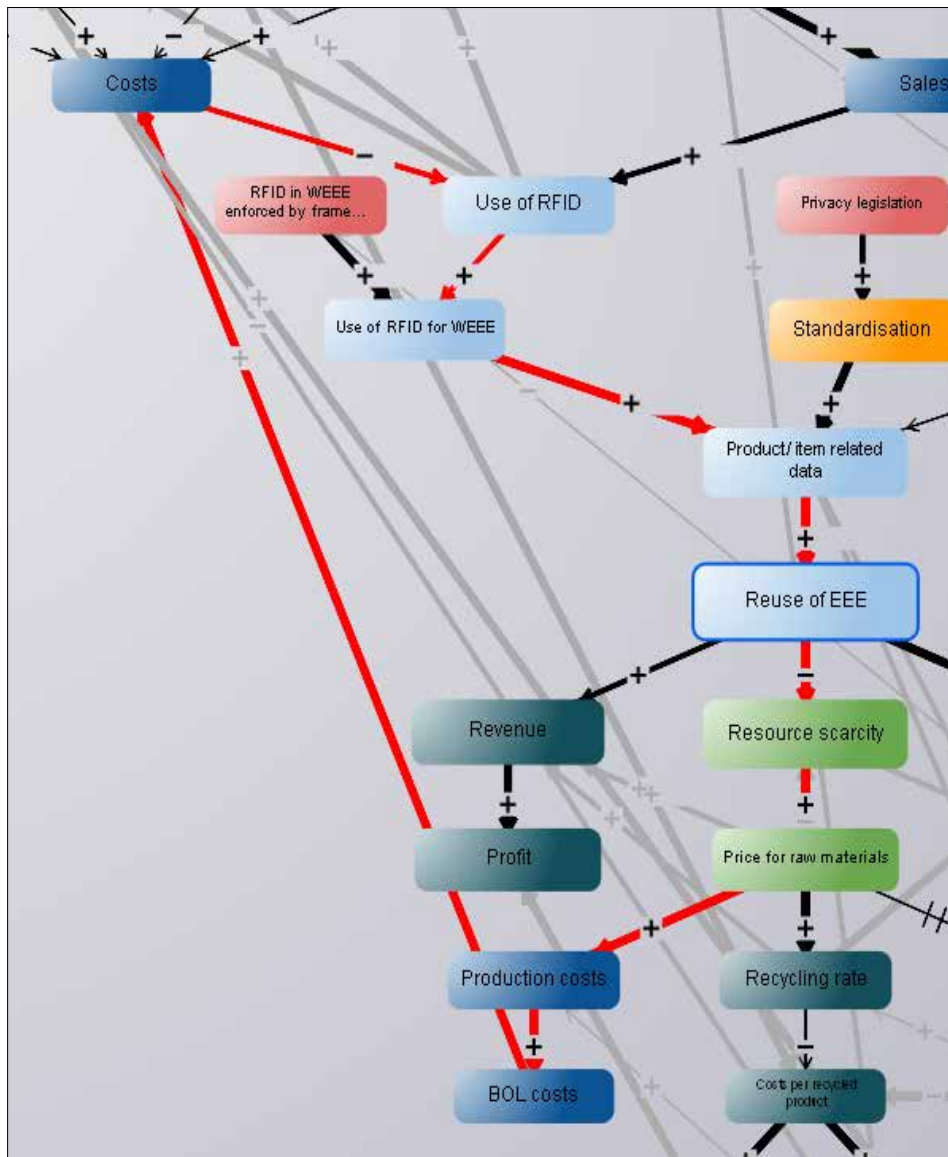 +
−
+
+
+
+
Costs
Sales
−
+
RFID in WEEE
enforced by frame...
Use of RFID
Privacy legislation
+
+
+
+
+
Use of RFID for WEEE
Standardisation
−
+
−
+
+
Product/ item related
data
+
Reuse of EEE
+
−
Revenue
Resource scarcity
+
+
+
+
+
Profit
Price for raw materials
+
+
Production costs
Recycling rate
+
+
−
BOL costs
Costs per recycled
product
+
−